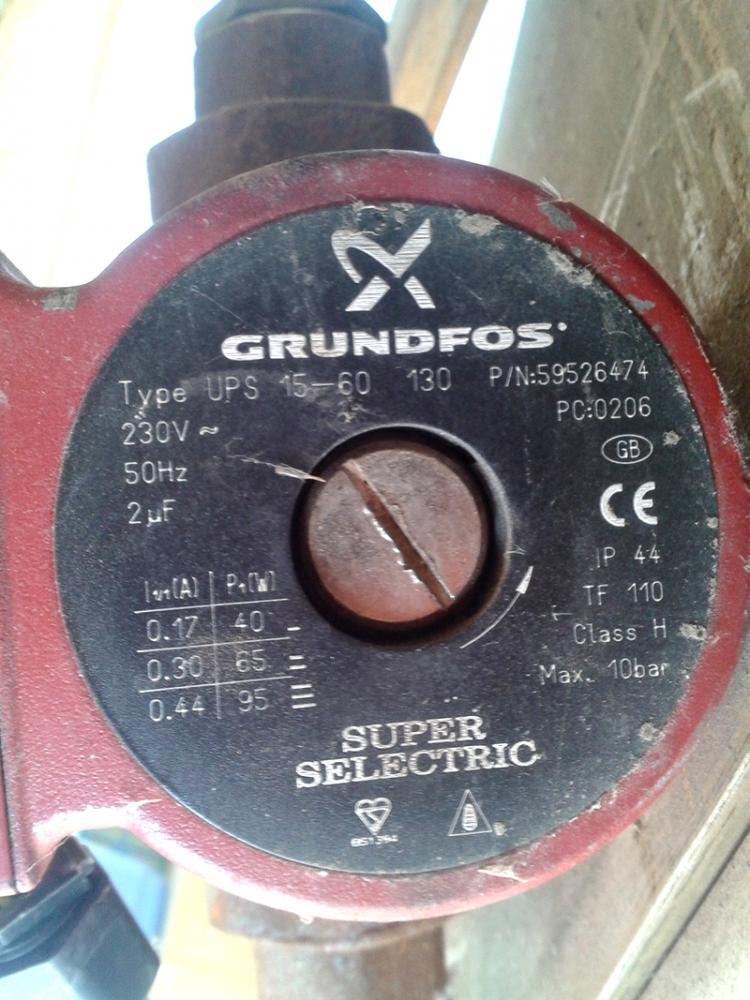 GRUNDFOS
Type UPS 15-60 130 P/N:59526474
PC:0206
230V ~
GB
50Hz
CE
2µF
IP 44
I1/1(A) P1(W)
TF 110
0.17 40
Class H
0.30 65
Max. 10bar
0.44 95
SUPER
SELECTRIC
BS1394